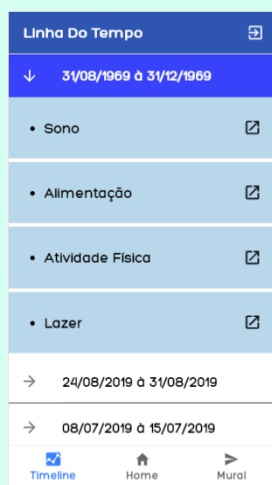 Linha Do Tempo
31/08/1969 à 31/12/1969
• Sono
• Alimentação
• Atividade Física
• Lazer
24/08/2019 à 31/08/2019
08/07/2019 à 15/07/2019
Timeline Home Mural